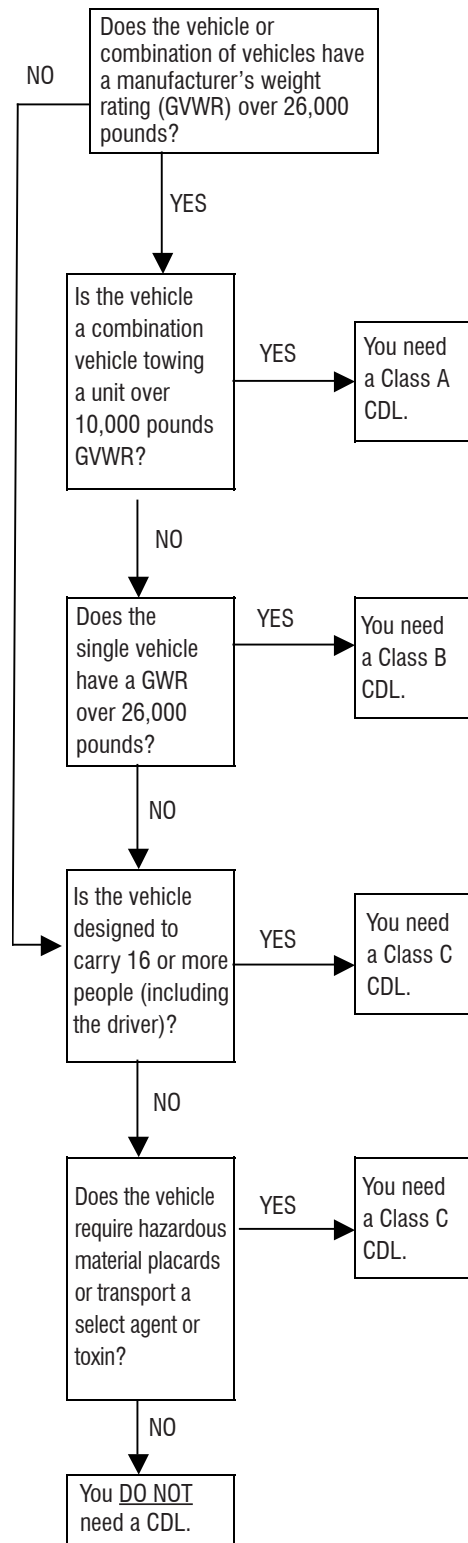 Does the vehicle or
combination of vehicles have
a manufacturer’s weight
rating (GVWR) over 26,000
pounds?
NO
YES
Is the vehicle
a combination
vehicle towing
a unit over
10,000 pounds
GVWR?
YES
You need
a Class A
CDL.
NO
Does the
single vehicle
have a GWR
over 26,000
pounds?
YES
You need
a Class B
CDL.
NO
Is the vehicle
designed to
carry 16 or more
people (including
the driver)?
YES
You need
a Class C
CDL.
NO
Does the vehicle
require hazardous
material placards
or transport a
select agent or
toxin?
YES
You need
a Class C
CDL.
NO
You DO NOT
need a CDL.